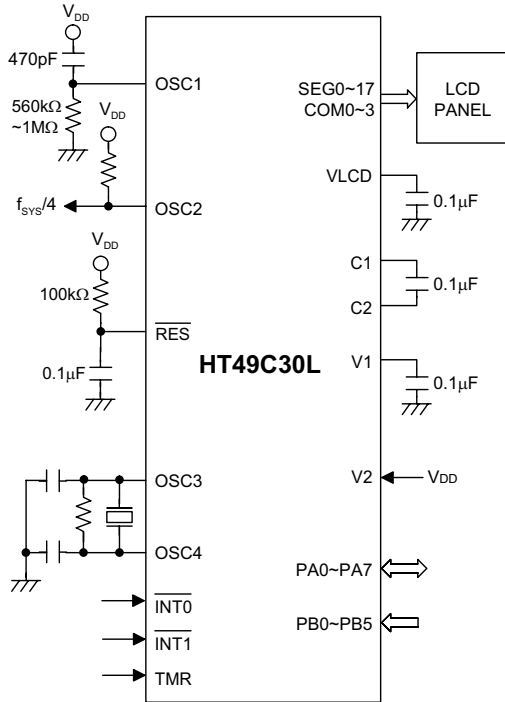 VDD
470pF
OSC1
560kΩ
~1MΩ
VDD
fSYS/4
OSC2
VDD
100kΩ
RES
0.1μF
OSC3
OSC4
INT0
INT1
TMR
HT49C30L
SEG0~17
COM0~3
LCD
PANEL
VLCD
0.1μF
C1
0.1μF
C2
V1
0.1μF
V2
VDD
PA0~PA7
PB0~PB5